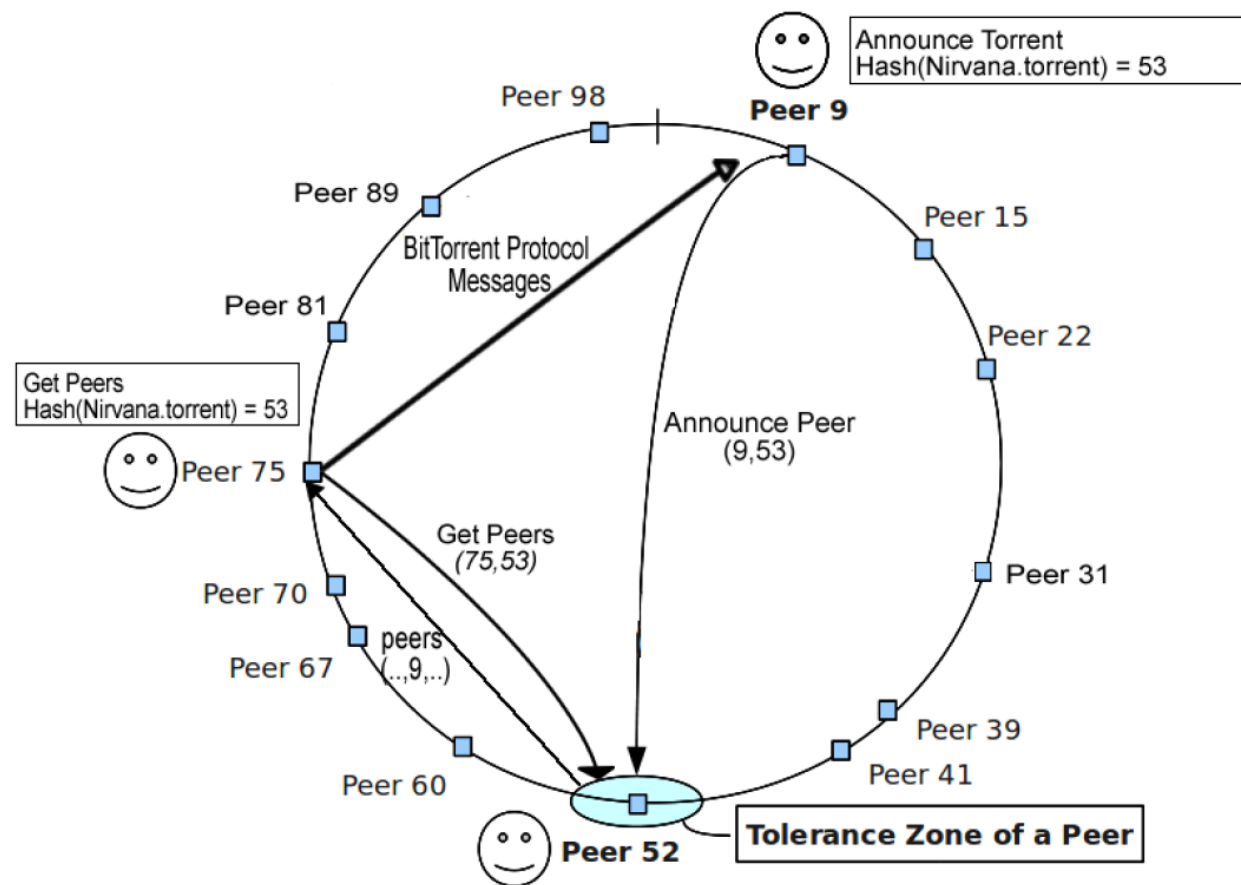 Announce Torrent
Hash(Nirvana.torrent) = 53
Peer 98
Peer 9
Peer 89
Peer 15
BitTorrent Protocol
Messages
Peer 81
Peer 22
Get Peers
Hash(Nirvana.torrent) = 53
Announce Peer
(9,53)
Peer 75
Get Peers
(75,53)
Peer 31
Peer 70
peers
(..,9,..)
Peer 67
Peer 39
Peer 41
Peer 60
Tolerance Zone of a Peer
Peer 52